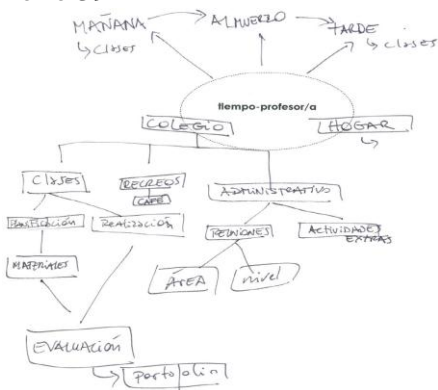 MAÑANA
ALMUERZO
TARDE
↳ Clases
↳ clases
tiempo-profesor/a
COLEGIO
HOGAR
↳
Clases
RECREOS
CAFÉ
ADMINISTRATIVO
PLANIFICACIÓN
REALIZACIÓN
REUNIONES
ACTIVIDADES
EXTRAS
MATERIALES
ÁREA
nivel
EVALUACIÓN
↳ Portafolio